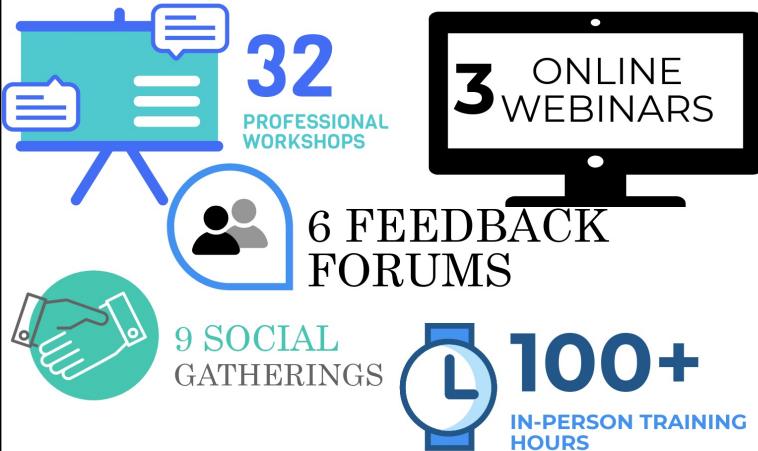 32
PROFESSIONAL
WORKSHOPS
3 ONLINE
WEBINARS
6 FEEDBACK
FORUMS
9 SOCIAL
GATHERINGS
100+
IN-PERSON TRAINING
HOURS